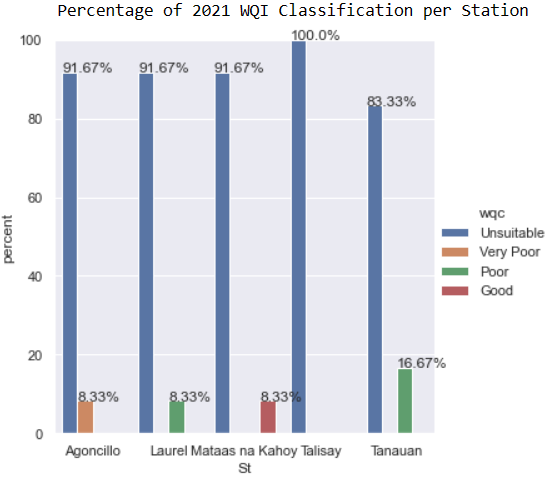 Percentage of 2021 WQI Classification per Station
100
80
60
40
20
0
percent
91.67%
91.67%
91.67%
100.0%
83.33%
8.33%
8.33%
8.33%
16.67%
Agoncillo
Laurel
Mataas na Kahoy
Talisay
Tanauan
St
wqc
Unsuitable
Very Poor
Poor
Good